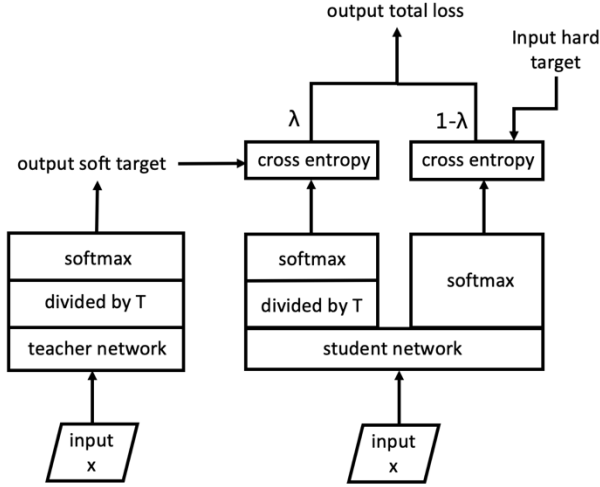 output total loss
Input hard
target
λ
1-λ
output soft target
cross entropy
cross entropy
softmax
divided by T
teacher network
softmax
divided by T
softmax
student network
input
x
input
x